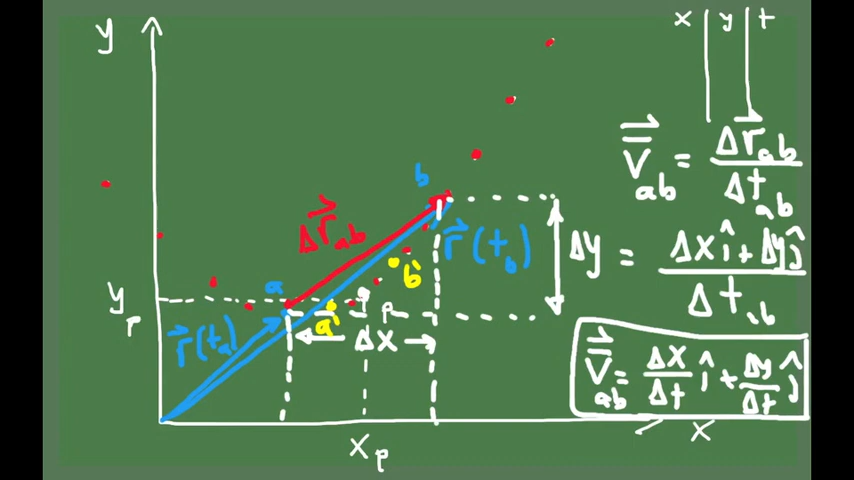 y
x y t
b
Δr⃗ab
r⃗(tb)
Δy
a
b'
yp
p
a'
r⃗(ta)
Δx
xp
x
V⃗ab = Δr⃗ab / Δtab
= Δx î + Δy ĵ / Δtab
V⃗ab = Δx/Δt î + Δy/Δt ĵ